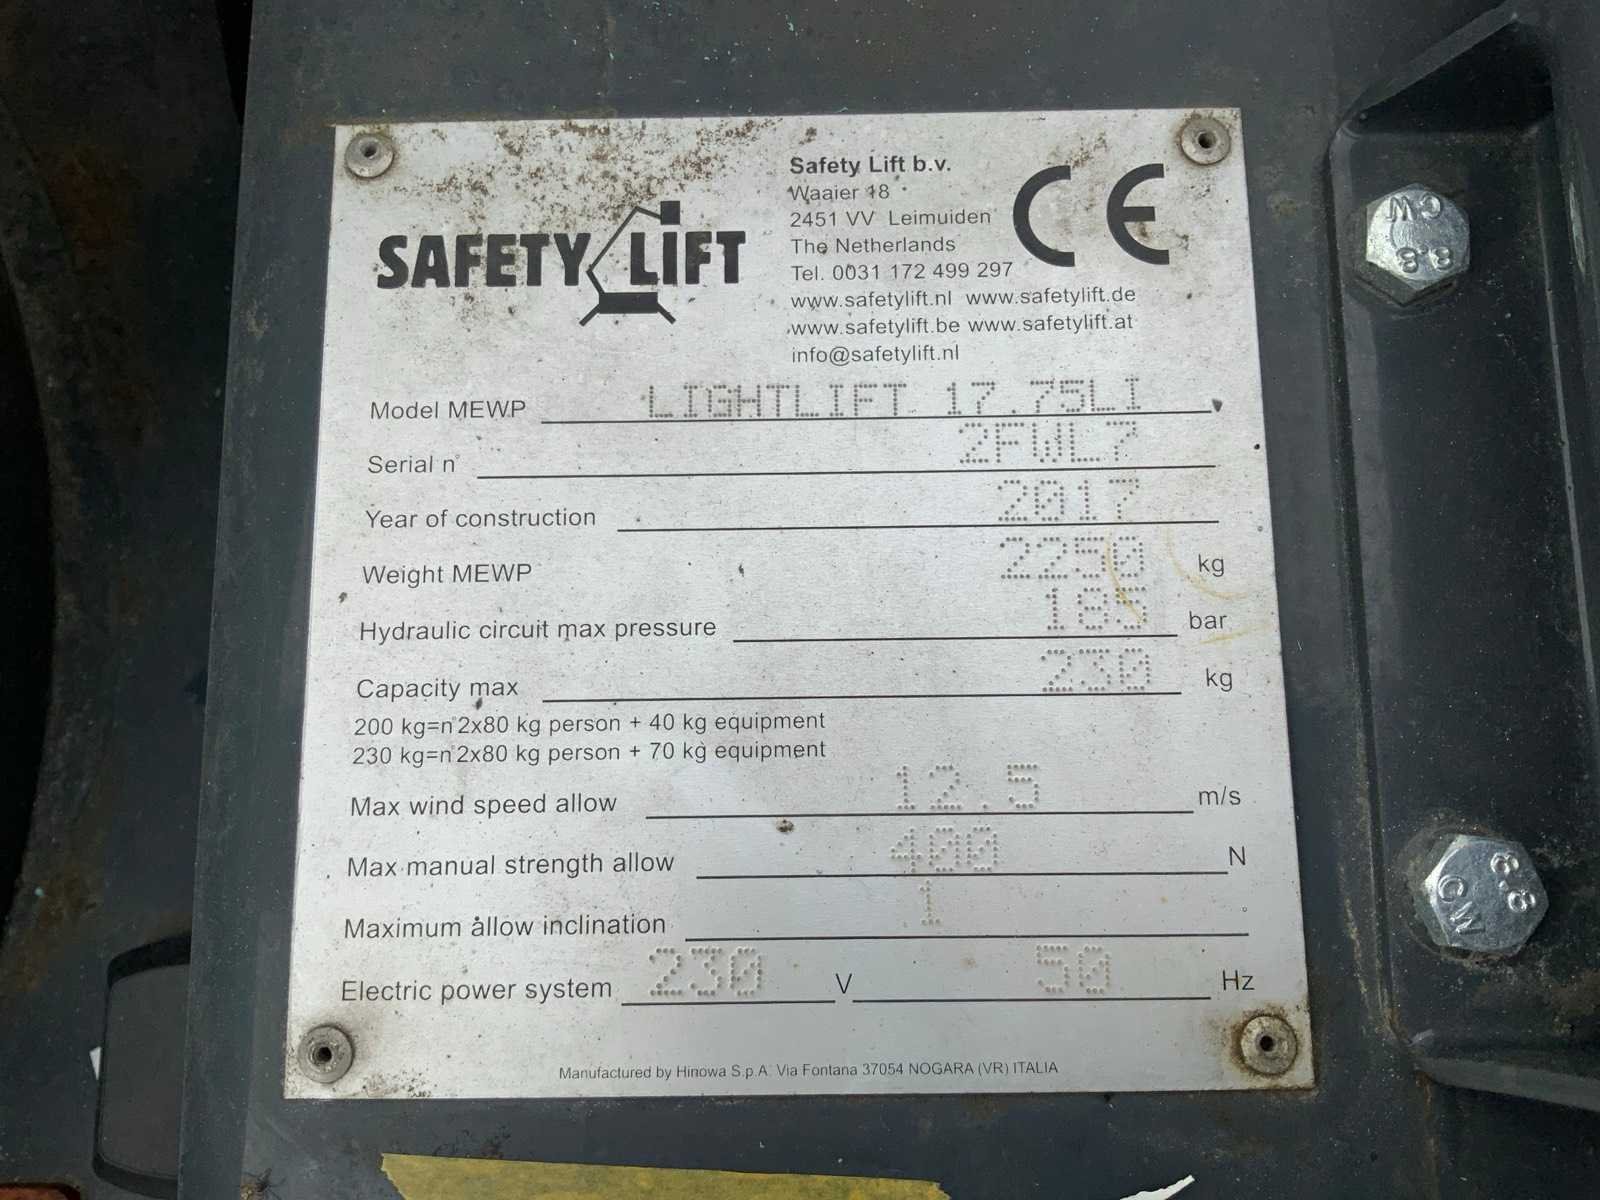 SAFETY LIFT
Safety Lift b.v.
Waaier 18
2451 VV Leimuiden
The Netherlands
Tel. 0031 172 499 297
www.safetylift.nl www.safetylift.de
www.safetylift.be www.safetylift.at
info@safetylift.nl
CE
Model MEWP LIGHTLIFT 17.75LI
Serial n° 2FWL7
Year of construction 2017
Weight MEWP 2250 kg
Hydraulic circuit max pressure 185 bar
Capacity max 230 kg
200 kg=n°2x80 kg person + 40 kg equipment
230 kg=n°2x80 kg person + 70 kg equipment
Max wind speed allow 12.5 m/s
Max manual strength allow 400 N
Maximum allow inclination 1 °
Electric power system 230 V 50 Hz
Manufactured by Hinowa S.p.A. Via Fontana 37054 NOGARA (VR) ITALIA
CW
8.8
8.8
CW